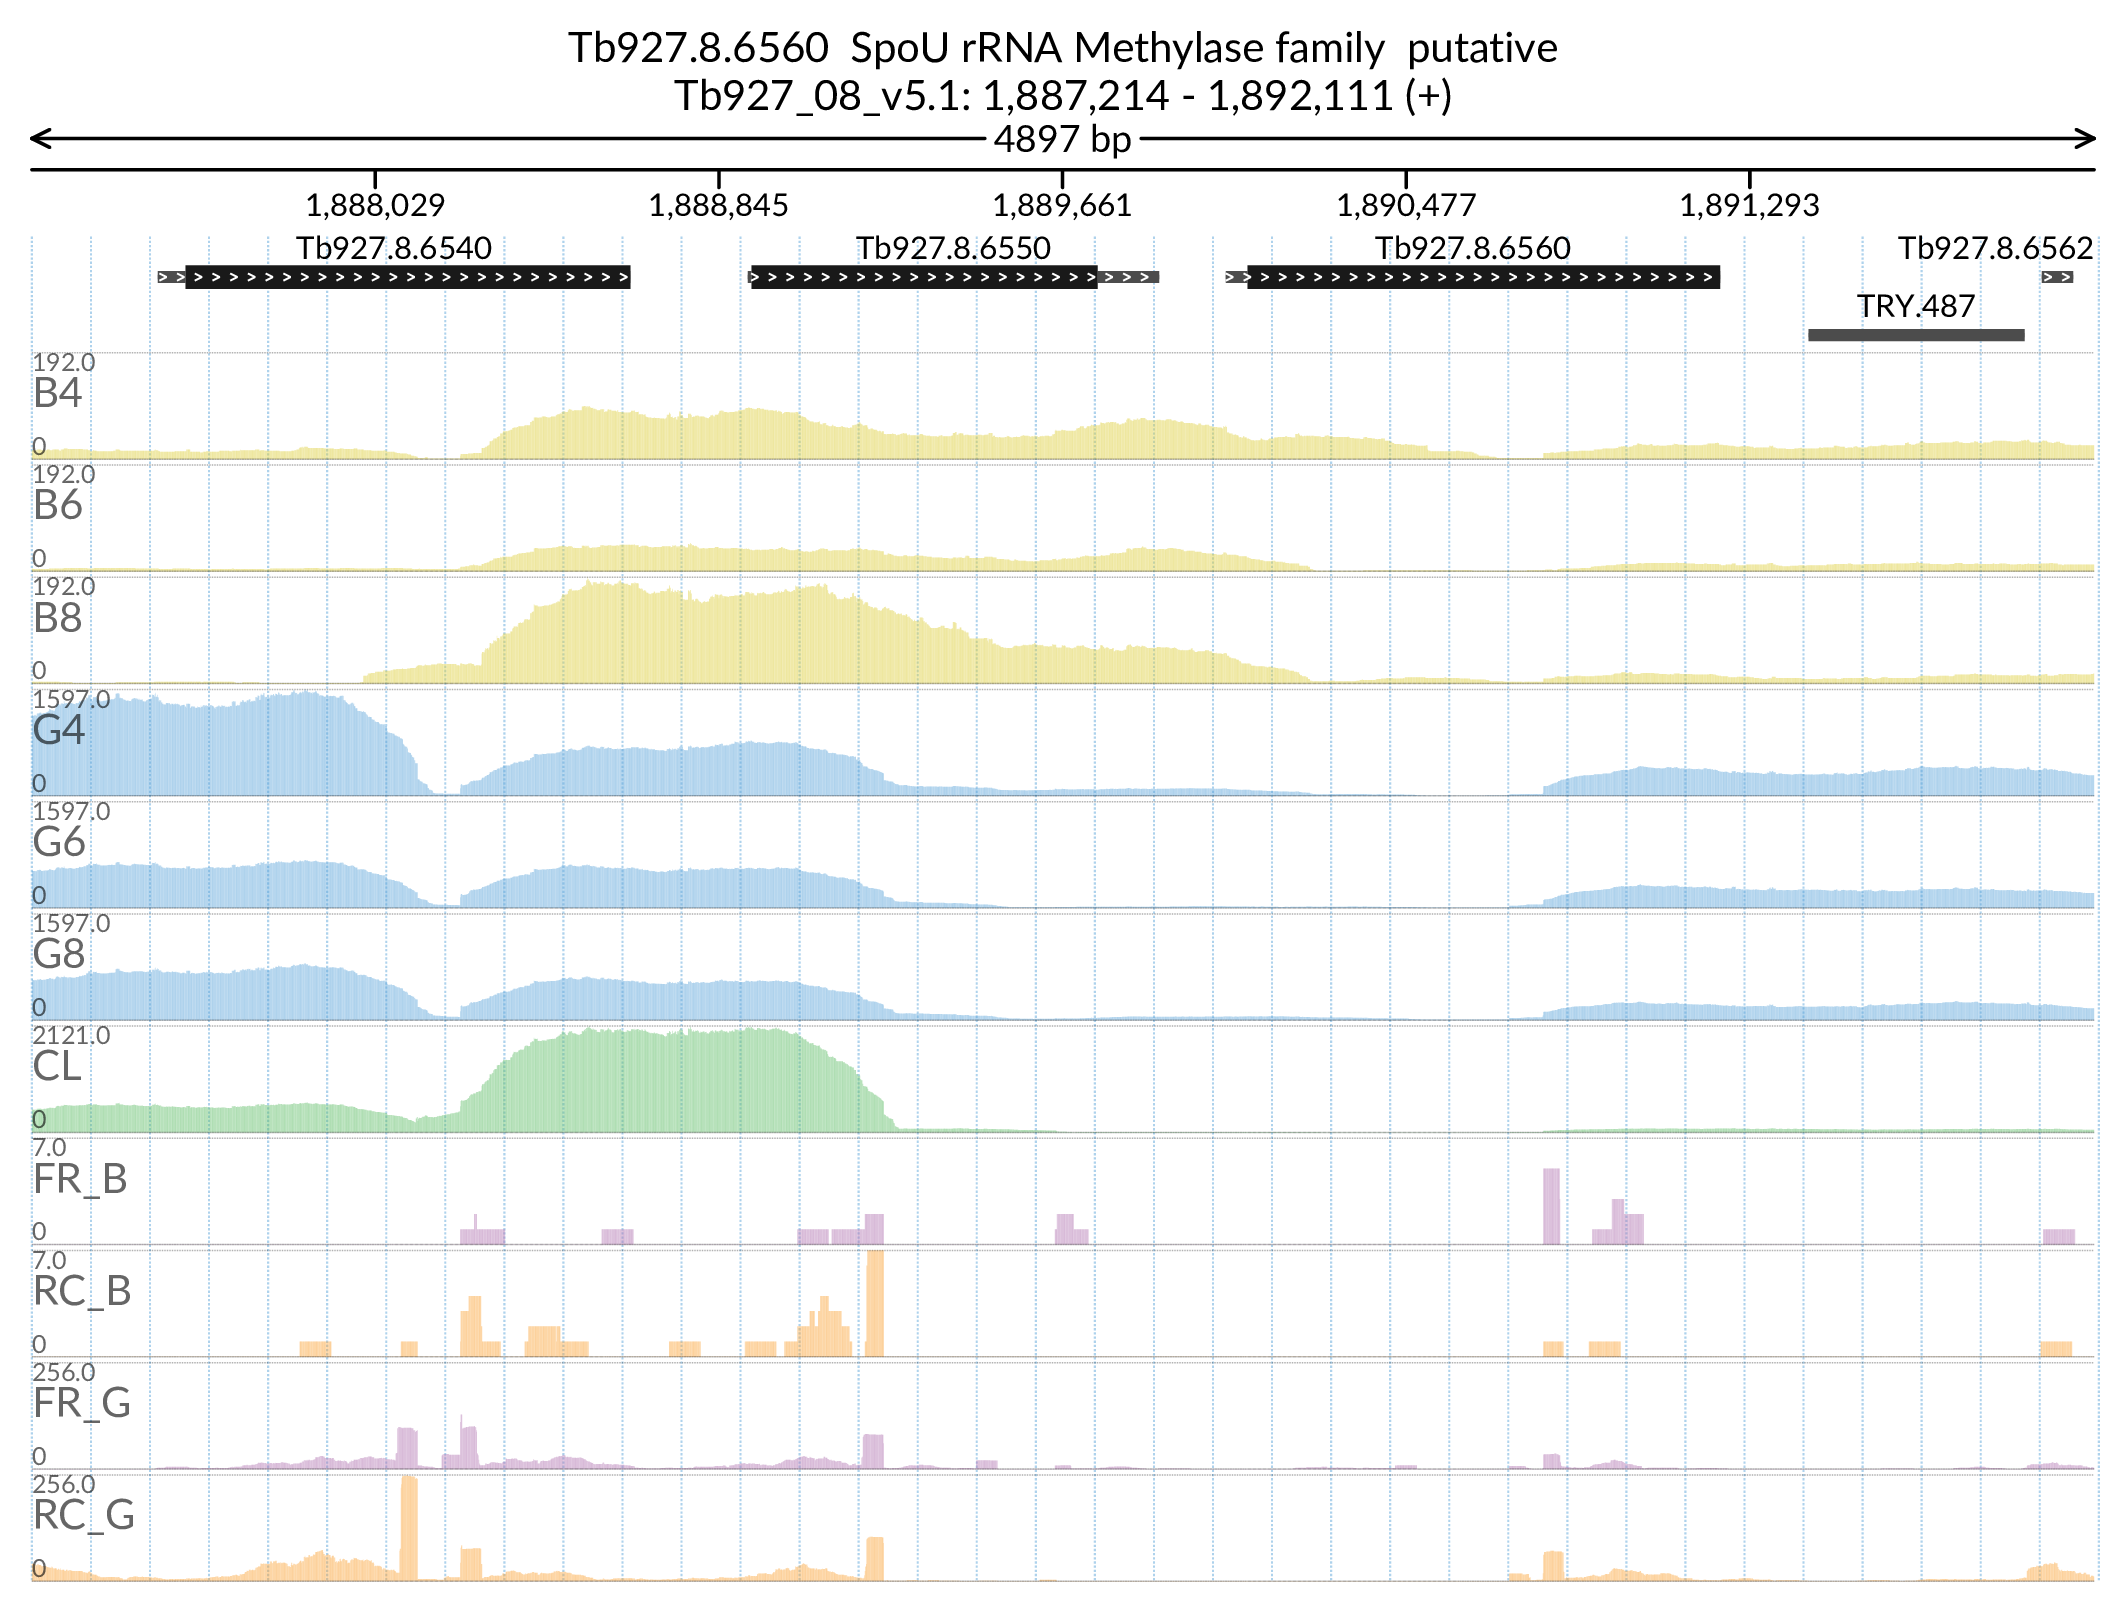 Tb927.8.6560 SpoU rRNA Methylase family putative
Tb927_08_v5.1: 1,887,214 - 1,892,111 (+)
4897 bp
1,888,029 1,888,845 1,889,661 1,890,477 1,891,293
Tb927.8.6540 Tb927.8.6550 Tb927.8.6560 Tb927.8.6562
TRY.487
192.0
B4
0
192.0
B6
0
192.0
B8
0
1597.0
G4
0
1597.0
G6
0
1597.0
G8
0
2121.0
CL
0
7.0
FR_B
0
7.0
RC_B
0
256.0
FR_G
0
256.0
RC_G
0